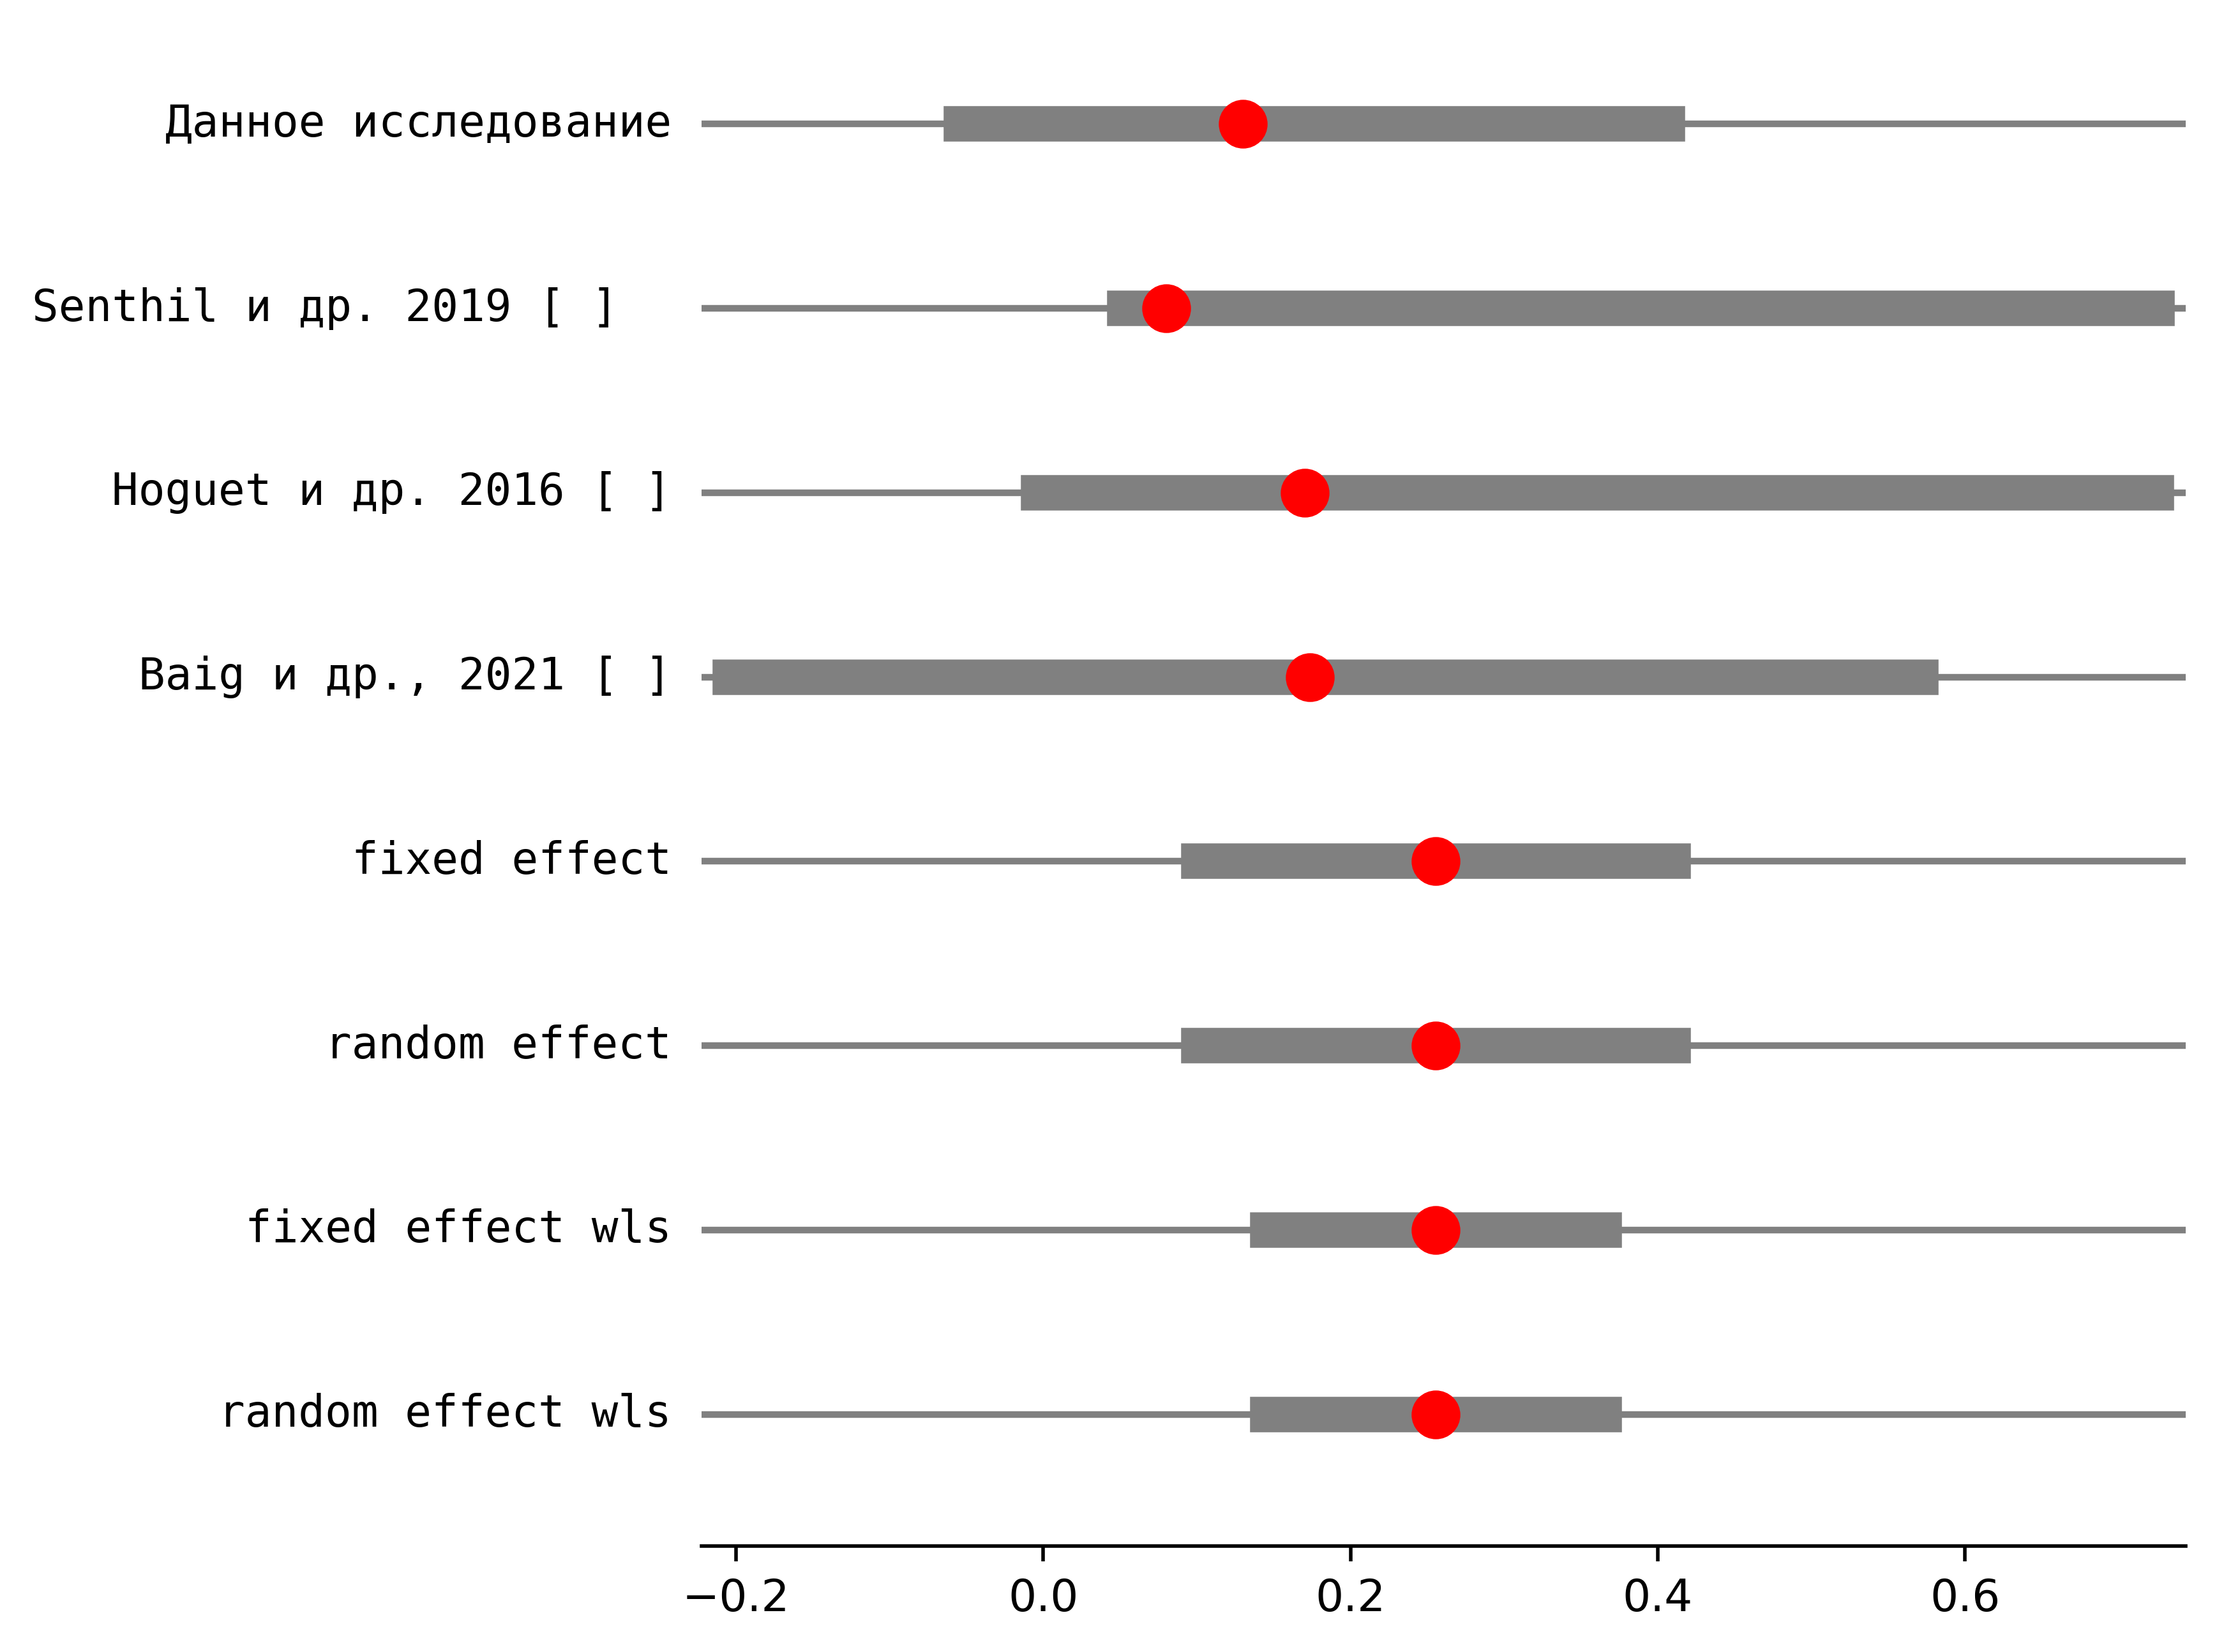 Данное исследование
Senthil и др. 2019 [ ]
Hoguet и др. 2016 [ ]
Baig и др., 2021 [ ]
fixed effect
random effect
fixed effect wls
random effect wls
−0.2 0.0 0.2 0.4 0.6